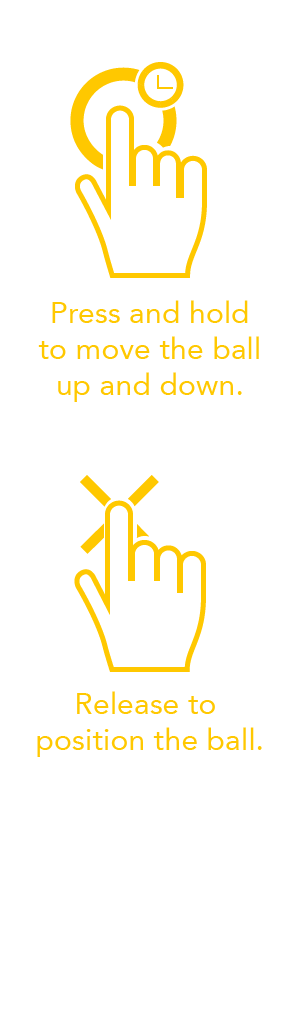 Press and hold
to move the ball
up and down.
Release to
position the ball.